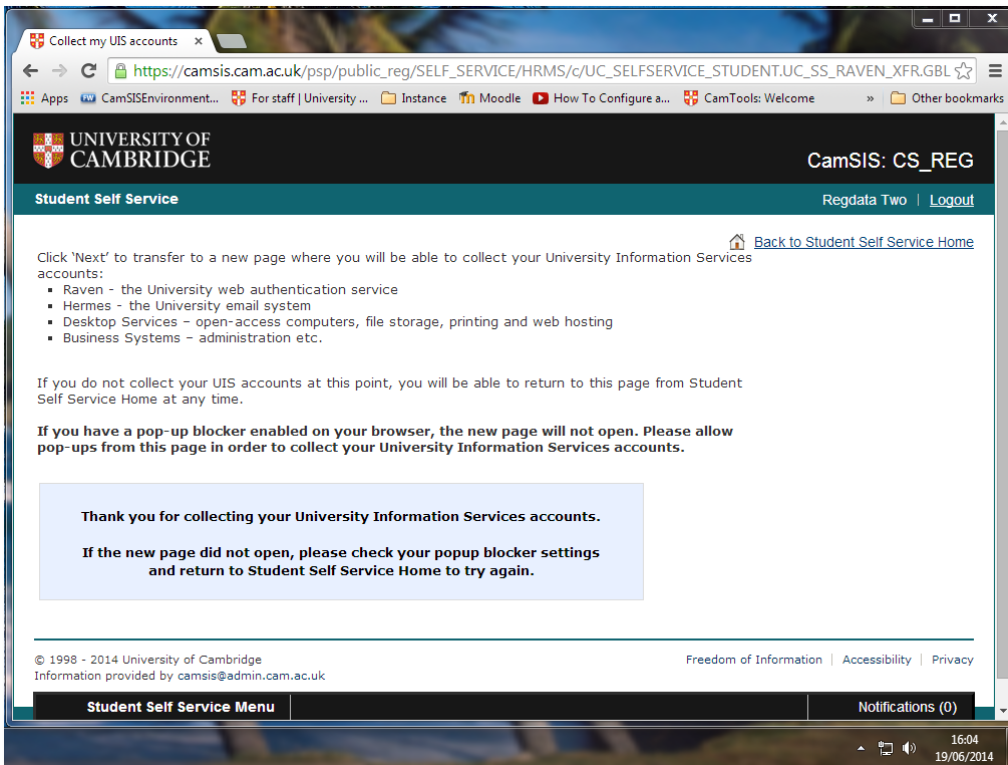 Collect my UIS accounts
https://camsis.cam.ac.uk/psp/public_reg/SELF_SERVICE/HRMS/c/UC_SELFSERVICE_STUDENT.UC_SS_RAVEN_XFR.GBL
Apps CamSISEnvironment... For staff | University ... Instance Moodle How To Configure a... CamTools: Welcome » Other bookmarks
UNIVERSITY OF
CAMBRIDGE
CamSIS: CS_REG
Student Self Service Regdata Two | Logout
Back to Student Self Service Home
Click ‘Next’ to transfer to a new page where you will be able to collect your University Information Services
accounts:
▪ Raven - the University web authentication service
▪ Hermes - the University email system
▪ Desktop Services – open-access computers, file storage, printing and web hosting
▪ Business Systems – administration etc.
If you do not collect your UIS accounts at this point, you will be able to return to this page from Student
Self Service Home at any time.
If you have a pop-up blocker enabled on your browser, the new page will not open. Please allow
pop-ups from this page in order to collect your University Information Services accounts.
Thank you for collecting your University Information Services accounts.
If the new page did not open, please check your popup blocker settings
and return to Student Self Service Home to try again.
© 1998 - 2014 University of Cambridge Freedom of Information | Accessibility | Privacy
Information provided by camsis@admin.cam.ac.uk
Student Self Service Menu Notifications (0)
16:04
19/06/2014